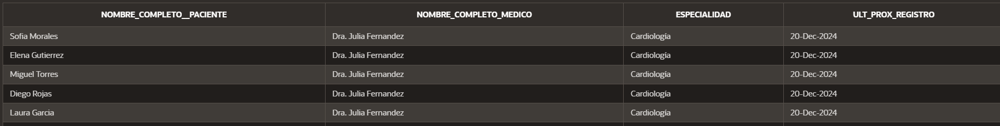 NOMBRE_COMPLETO__PACIENTE NOMBRE_COMPLETO_MEDICO ESPECIALIDAD ULT_PROX_REGISTRO
Sofia Morales Dra. Julia Fernandez Cardiología 20-Dec-2024
Elena Gutierrez Dra. Julia Fernandez Cardiología 20-Dec-2024
Miguel Torres Dra. Julia Fernandez Cardiología 20-Dec-2024
Diego Rojas Dra. Julia Fernandez Cardiología 20-Dec-2024
Laura Garcia Dra. Julia Fernandez Cardiología 20-Dec-2024